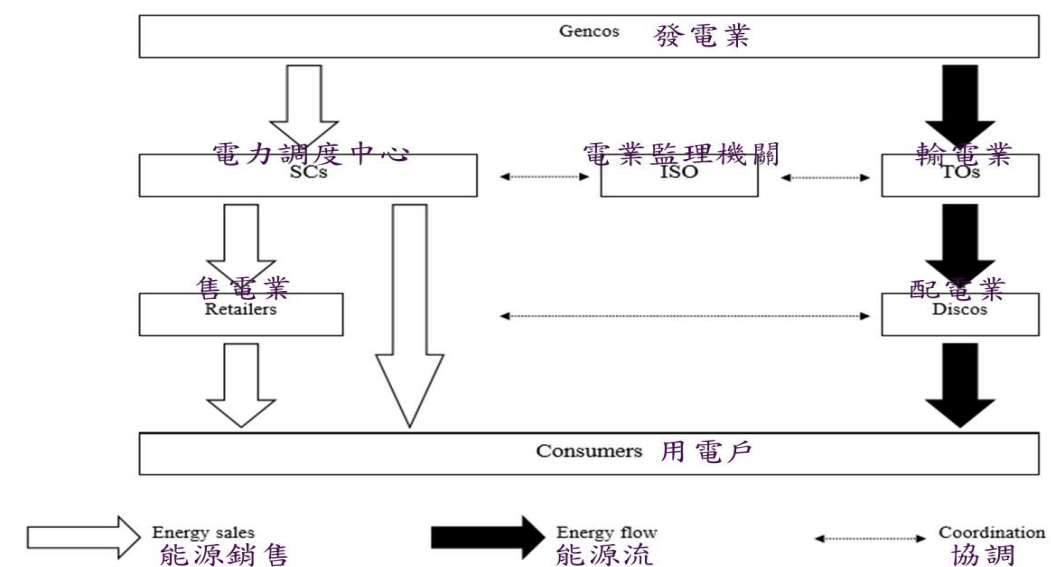 Gencos 發電業
電力調度中心
SCs
電業監理機關
ISO
輸電業
TOs
售電業
Retailers
配電業
Discos
Consumers 用電戶
Energy sales
能源銷售
Energy flow
能源流
Coordination
協調